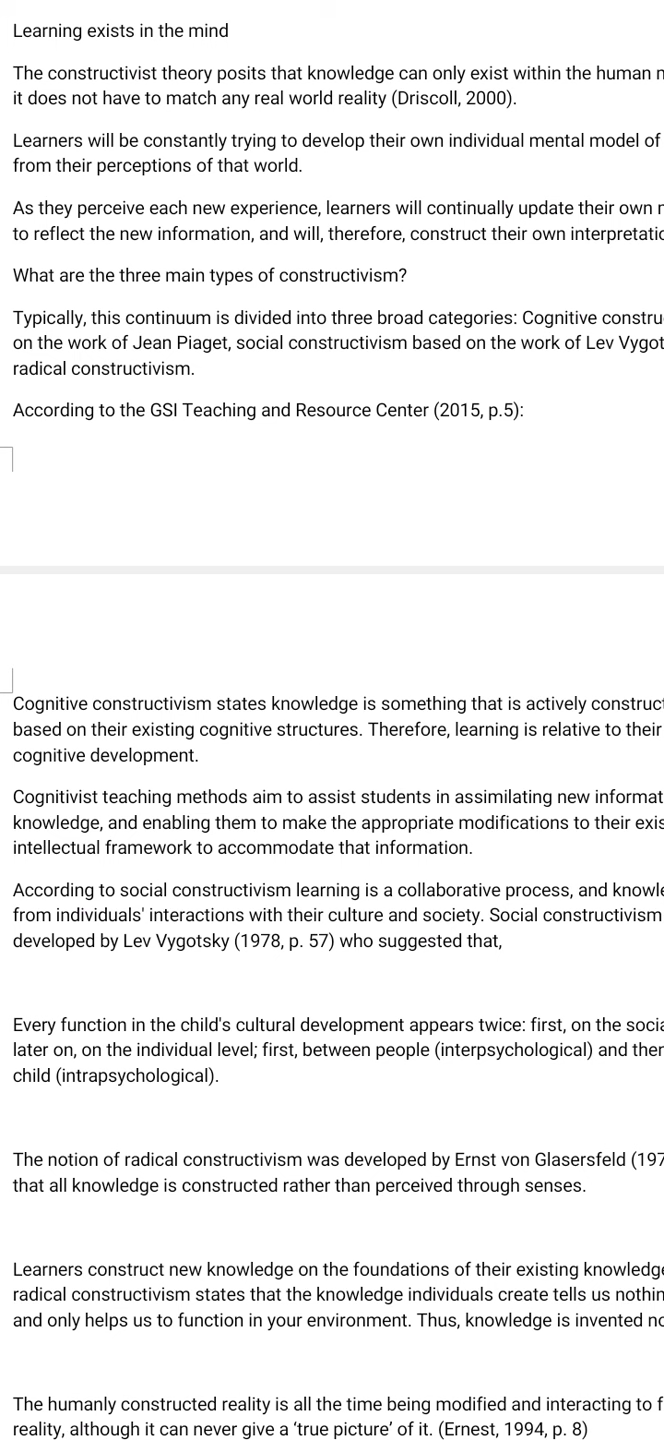 Learning exists in the mind
The constructivist theory posits that knowledge can only exist within the human
it does not have to match any real world reality (Driscoll, 2000).
Learners will be constantly trying to develop their own individual mental model of
from their perceptions of that world.
As they perceive each new experience, learners will continually update their own
to reflect the new information, and will, therefore, construct their own
What are the three main types of constructivism?
Typically, this continuum is divided into three broad categories: Cognitive
on the work of Jean Piaget, social constructivism based on the work of Lev
radical constructivism.
According to the GSI Teaching and Resource Center (2015, p.5):
Cognitive constructivism states knowledge is something that is actively
based on their existing cognitive structures. Therefore, learning is relative to their
cognitive development.
Cognitivist teaching methods aim to assist students in assimilating new
knowledge, and enabling them to make the appropriate modifications to their
intellectual framework to accommodate that information.
According to social constructivism learning is a collaborative process, and
from individuals' interactions with their culture and society. Social constructivism
developed by Lev Vygotsky (1978, p. 57) who suggested that,
Every function in the child's cultural development appears twice: first, on the
later on, on the individual level; first, between people (interpsychological) and
child (intrapsychological).
The notion of radical constructivism was developed by Ernst von Glasersfeld
that all knowledge is constructed rather than perceived through senses.
Learners construct new knowledge on the foundations of their existing
radical constructivism states that the knowledge individuals create tells us
and only helps us to function in your environment. Thus, knowledge is invented
The humanly constructed reality is all the time being modified and interacting to
reality, although it can never give a ‘true picture’ of it. (Ernest, 1994, p. 8)